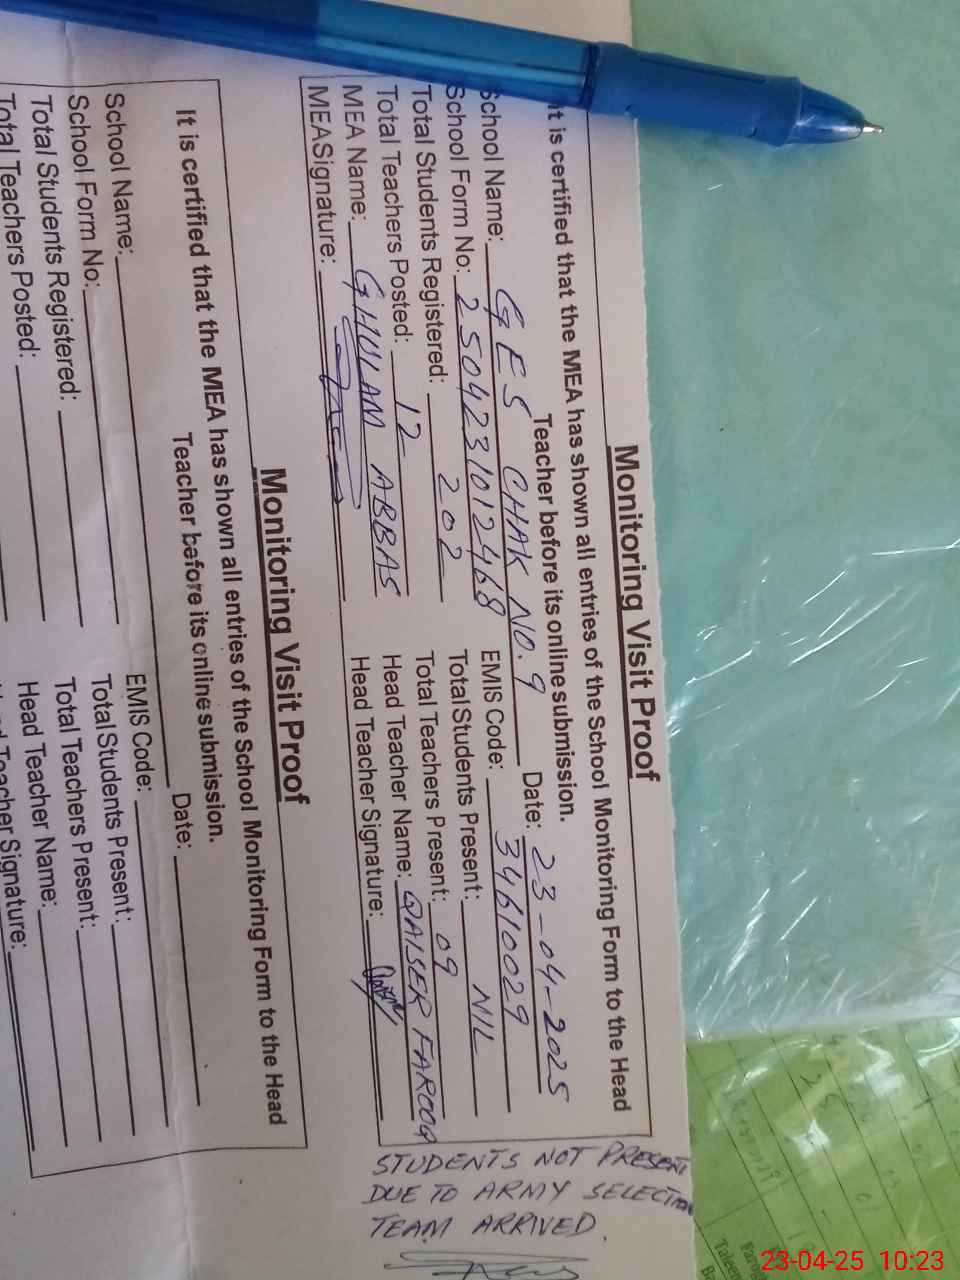 Monitoring Visit Proof
It is certified that the MEA has shown all entries of the School Monitoring Form to the Head
Teacher before its online submission.
School Name: GES CHAK NO. 9 Date: 23-04-2025
School Form No: 2504231012468 EMIS Code: 34610029
Total Students Registered: 202 Total Students Present: NIL
Total Teachers Posted: 12 Total Teachers Present: 09
MEA Name: GHULAM ABBAS Head Teacher Name: QAISER FAROOQ
MEA Signature: Head Teacher Signature:
STUDENTS NOT PRESENT
DUE TO ARMY SELECTION
TEAM ARRIVED.
Monitoring Visit Proof
It is certified that the MEA has shown all entries of the School Monitoring Form to the Head
Teacher before its online submission.
School Name: Date:
School Form No: EMIS Code:
Total Students Registered: Total Students Present:
Total Teachers Posted: Total Teachers Present:
Head Teacher Name:
Teacher Signature:
23-04-25 10:23